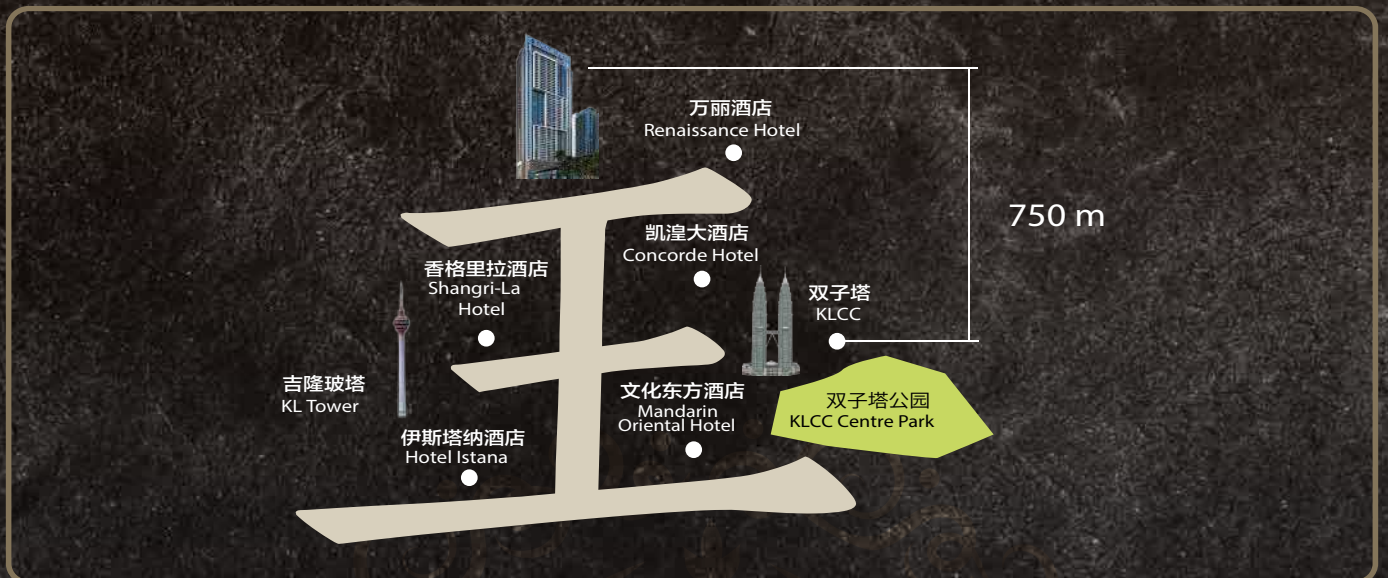 万丽酒店
Renaissance Hotel
750 m
凯湟大酒店
Concorde Hotel
香格里拉酒店
Shangri-La
Hotel
双子塔
KLCC
吉隆玻塔
KL Tower
文化东方酒店
Mandarin
Oriental Hotel
双子塔公园
KLCC Centre Park
伊斯塔纳酒店
Hotel Istana
王